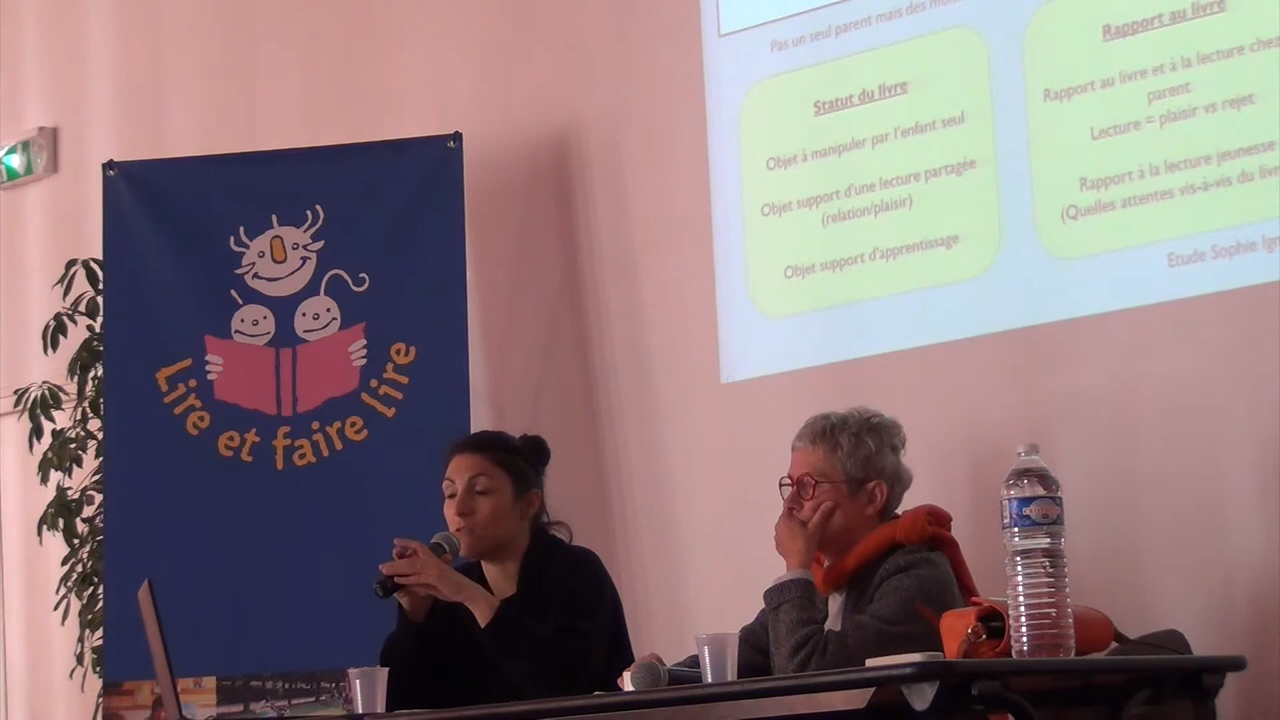 Lire et faire lire
Pas un seul parent mais des
Statut du livre
Objet à manipuler par l'enfant seul
Objet support d'une lecture partagée
(relation/plaisir)
Objet support d'apprentissage
Rapport au livre
Rapport au livre et à la lecture chez
parent
Lecture = plaisir vs rejet
Rapport à la lecture jeunesse
(Quelles attentes vis-à-vis du livr
Etude Sophie Ig